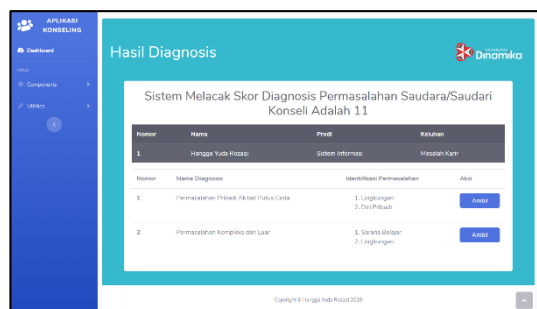 APLIKASI
KONSELING
Dashboard
Components
Utilities
Hasil Diagnosis
Dinamika
Sistem Melacak Skor Diagnosis Permasalahan Saudara/Saudari
Konseli Adalah 11
Nomor Nama Prodi Keluhan
1 Hangga Yuda Rozaqi Sistem Informasi Masalah Karir
Nomor Nama Diagnosis Identifikasi Permasalahan Aksi
1 Permasalahan Pribadi Akibat Putus Cinta 1. Lingkungan Ambil
2. Diri Pribadi
2 Permasalahan Kompleks dari Luar 1. Sarana Belajar Ambil
2. Lingkungan
Copyright © Hangga Yuda Rozaqi 2020